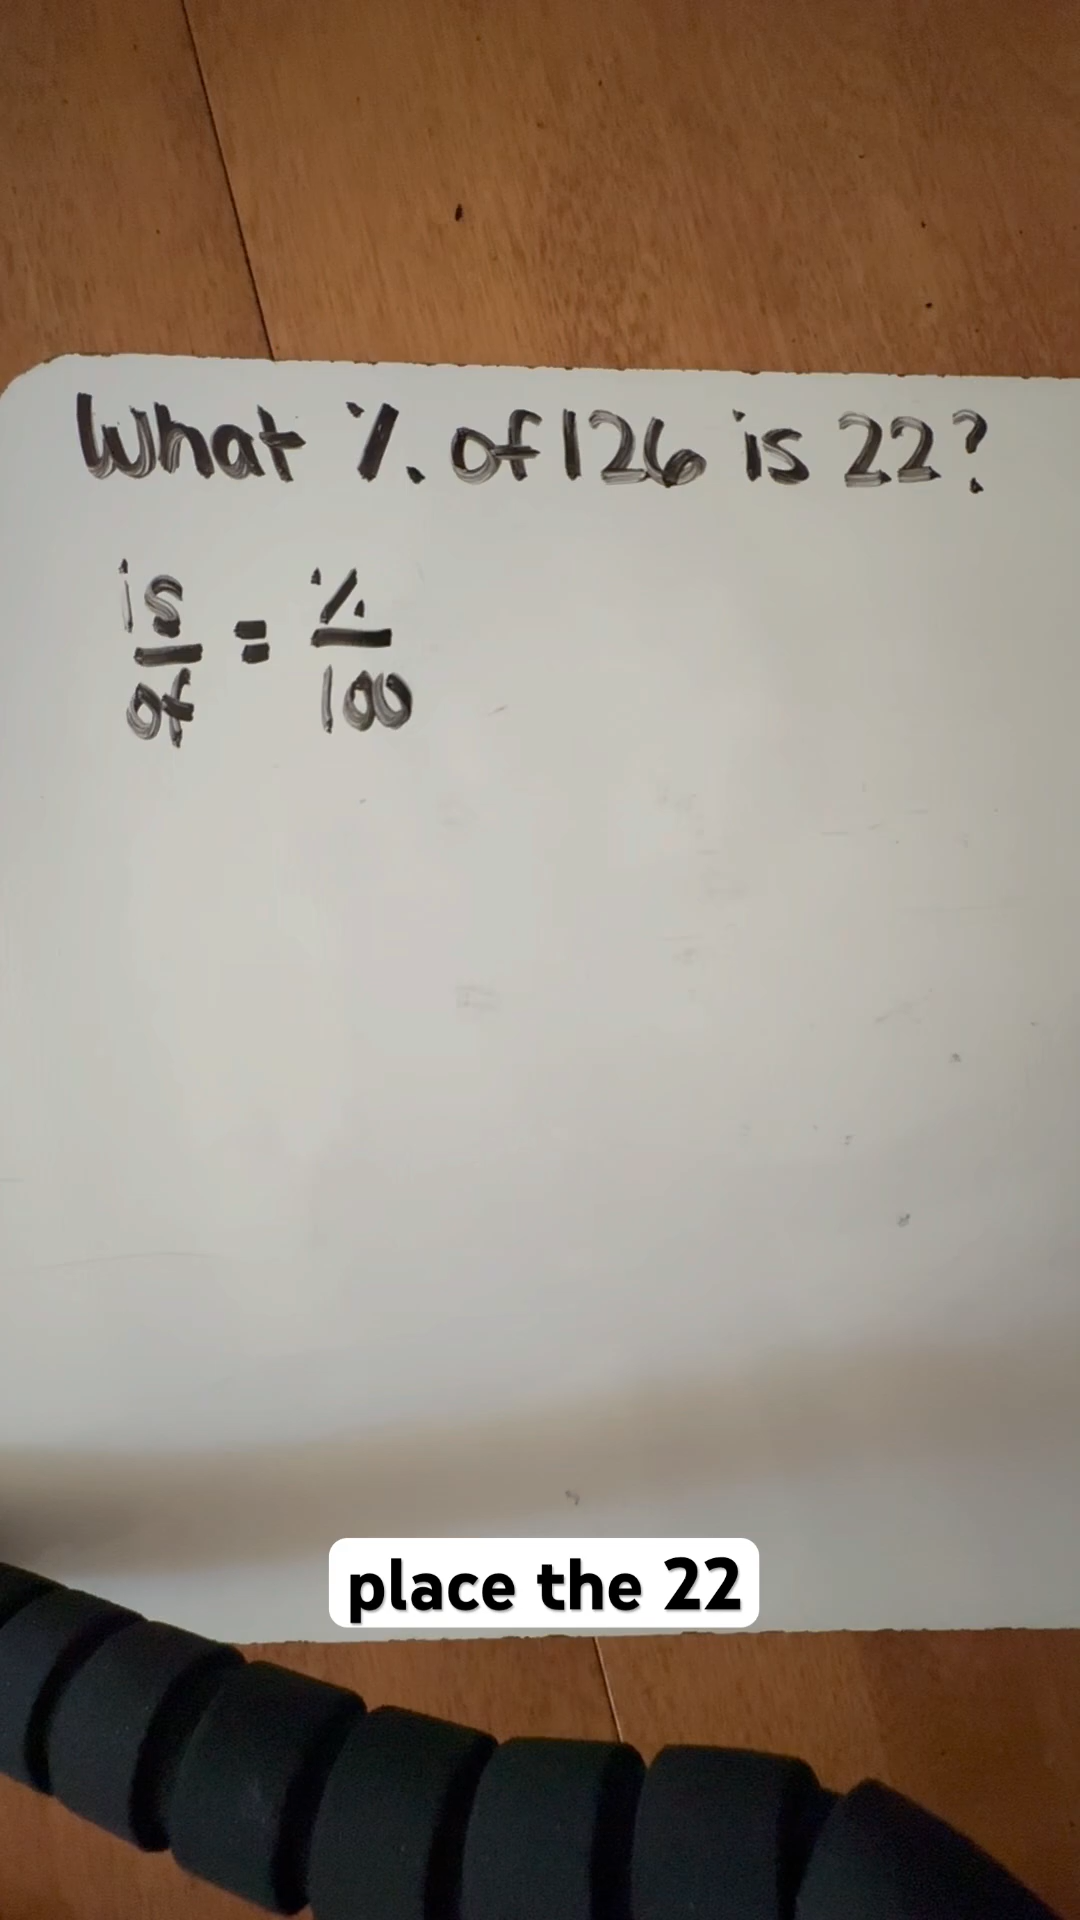 What % of 126 is 22?
is
of
=
%
100
place the 22